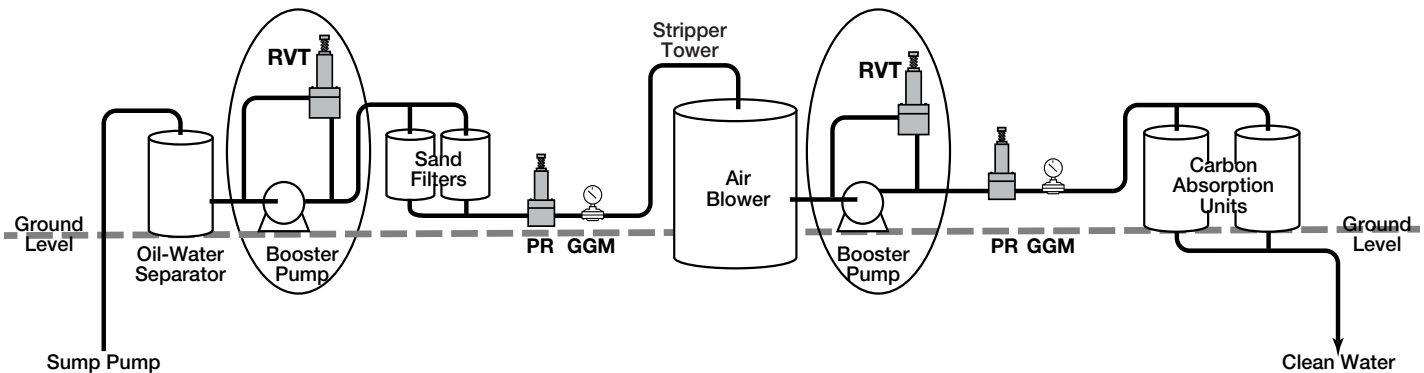 Stripper
Tower
RVT
RVT
Sand
Filters
Air
Blower
Carbon
Absorption
Units
Ground
Level
Ground
Level
Oil-Water
Separator
Booster
Pump
PR GGM
Booster
Pump
PR GGM
Sump Pump
Clean Water